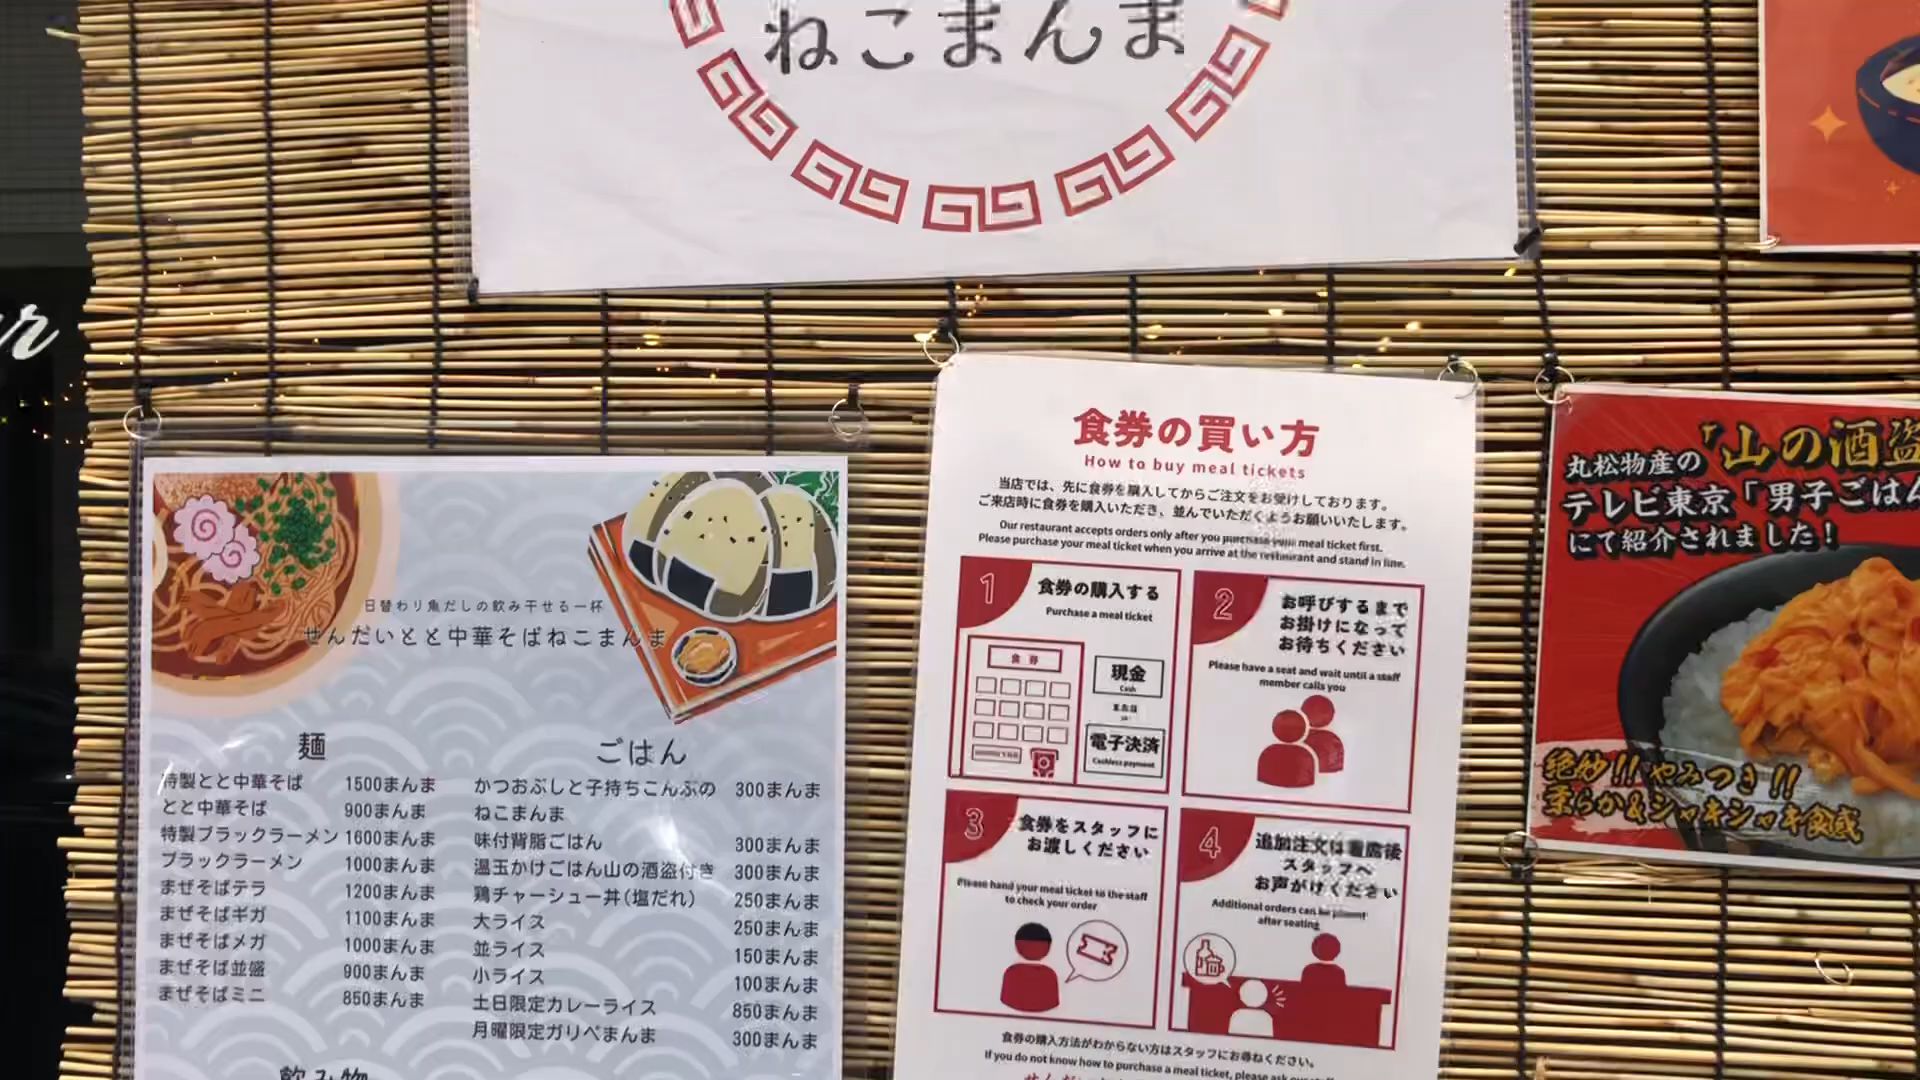 ねこまんま
日替わり魚だしの飲み干せる一杯
せんだいとと中華そばねこまんま
麺
特製とと中華そば 1500まんま
とと中華そば 900まんま
特製ブラックラーメン 1600まんま
ブラックラーメン 1000まんま
まぜそばテラ 1200まんま
まぜそばギガ 1100まんま
まぜそばメガ 1000まんま
まぜそば並盛 900まんま
まぜそばミニ 850まんま
ごはん
かつおぶしと子持ちこんぶの 300まんま
ねこまんま
味付背脂ごはん 300まんま
温玉かけごはん山の酒盗付き 300まんま
鶏チャーシュー丼(塩だれ) 250まんま
大ライス 250まんま
並ライス 150まんま
小ライス 100まんま
土日限定カレーライス 850まんま
月曜限定ガリペまんま 300まんま
飲み物
食券の買い方
How to buy meal tickets
当店では、先に食券を購入してからご注文をお受けしております。
ご来店時に食券を購入いただき、並んでいただくようお願いいたします。
Our restaurant accepts orders only after you purchase your meal ticket first.
Please purchase your meal ticket when you arrive at the restaurant and stand in line.
1
食券の購入する
Purchase a meal ticket
食券
現金
Cash
または
or
電子決済
Cashless payment
2
お呼びするまで
お掛けになって
お待ちください
Please have a seat and wait until a staff
member calls you
3
食券をスタッフに
お渡しください
Please hand your meal ticket to the staff
to check your order
4
追加注文は着席後
スタッフへ
お声がけください
Additional orders can be placed
after seating
食券の購入方法がわからない方はスタッフにお尋ねください。
If you do not know how to purchase a meal ticket, please ask our staff
丸松物産の「山の酒盗
テレビ東京「男子ごはん
にて紹介されました!
絶妙!!やみつき!!
柔らか&シャキシャキ食感